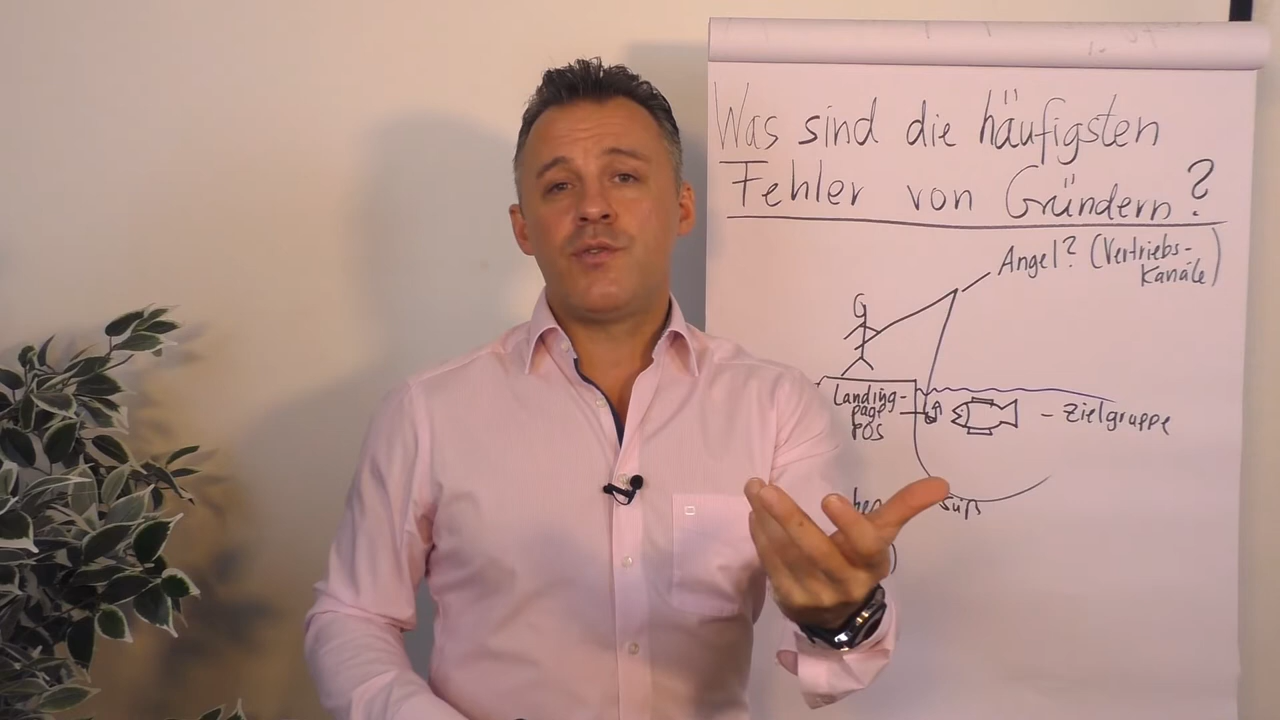 Was sind die häufigsten
Fehler von Gründern?
Angel? (Vertriebs-
Kanäle)
Landing-
page
POS
- Zielgruppe
süß